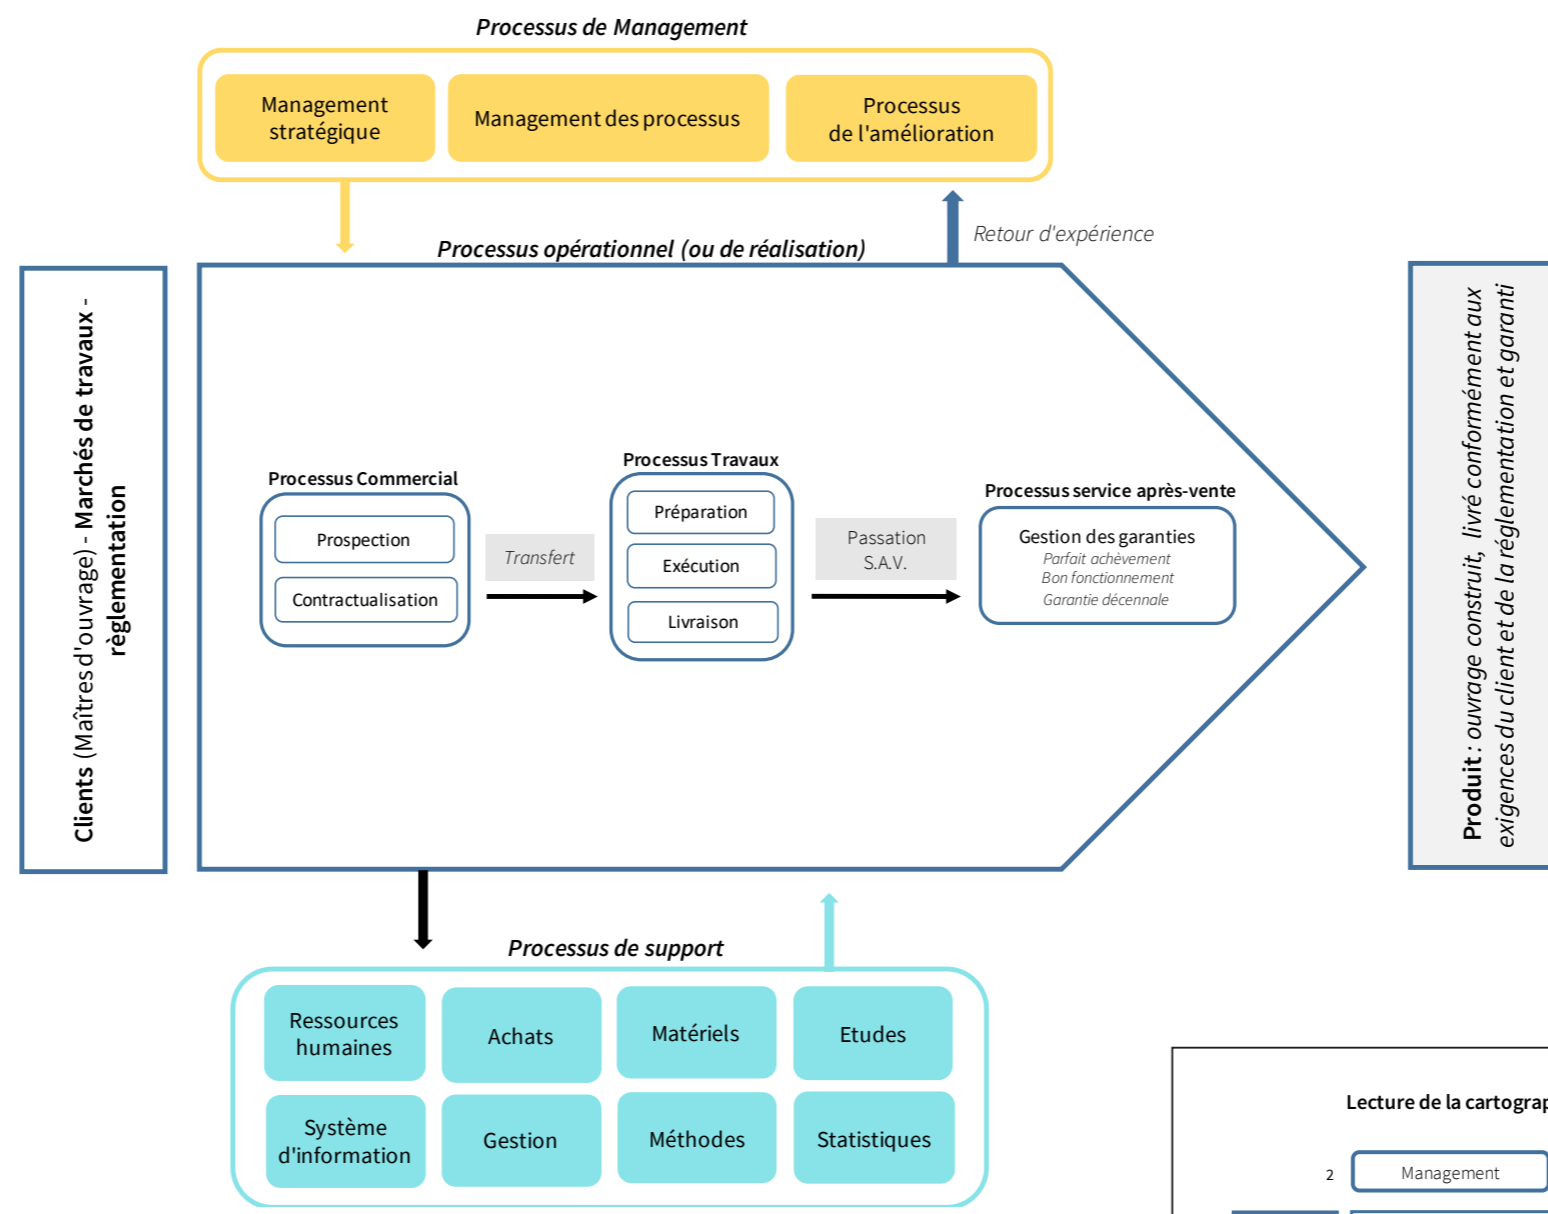 Processus de Management
Management
stratégique
Management des processus
Processus
de l'amélioration
Retour d'expérience
Processus opérationnel (ou de réalisation)
Clients (Maîtres d'ouvrage) - Marchés de travaux -
règlementation
Processus Commercial
Prospection
Contractualisation
Transfert
Processus Travaux
Préparation
Exécution
Livraison
Passation
S.A.V.
Processus service après-vente
Gestion des garanties
Parfait achèvement
Bon fonctionnement
Garantie décennale
Produit : ouvrage construit, livré conformément aux
exigences du client et de la réglementation et garanti
Processus de support
Ressources
humaines
Achats
Matériels
Etudes
Système
d'information
Gestion
Méthodes
Statistiques
Lecture de la cartograp
2
Management